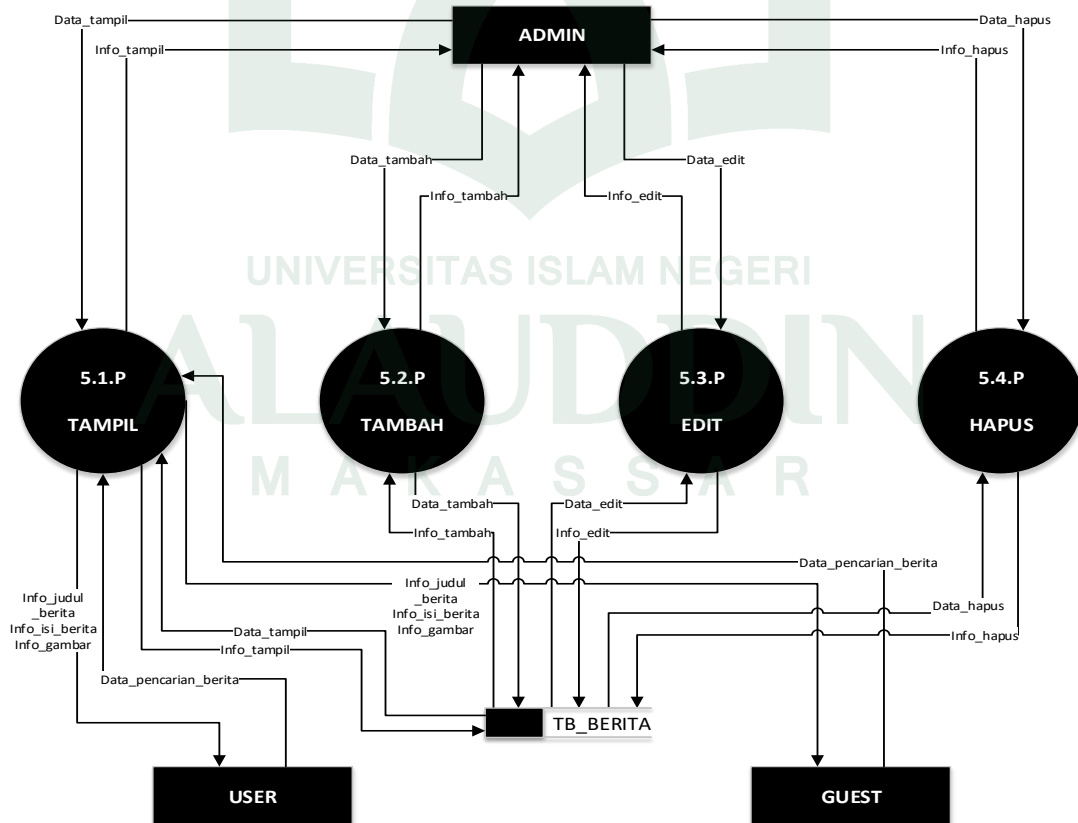 Data_tampil
ADMIN
Data_hapus
Info_tampil
Info_hapus
Data_tambah
Data_edit
Info_tambah
Info_edit
UNIVERSITAS ISLAM NEGERI
ALAUDDIN
MAKASSAR
5.1.P
TAMPIL
5.2.P
TAMBAH
5.3.P
EDIT
5.4.P
HAPUS
Data_tambah
Data_edit
Info_tambah
Info_edit
Data_pencarian_berita
Info_judul
_berita
Info_isi_berita
Info_gambar
Info_judul
_berita
Info_isi_berita
Info_gambar
Data_hapus
Data_tampil
Info_hapus
Info_tampil
Data_pencarian_berita
TB_BERITA
USER
GUEST